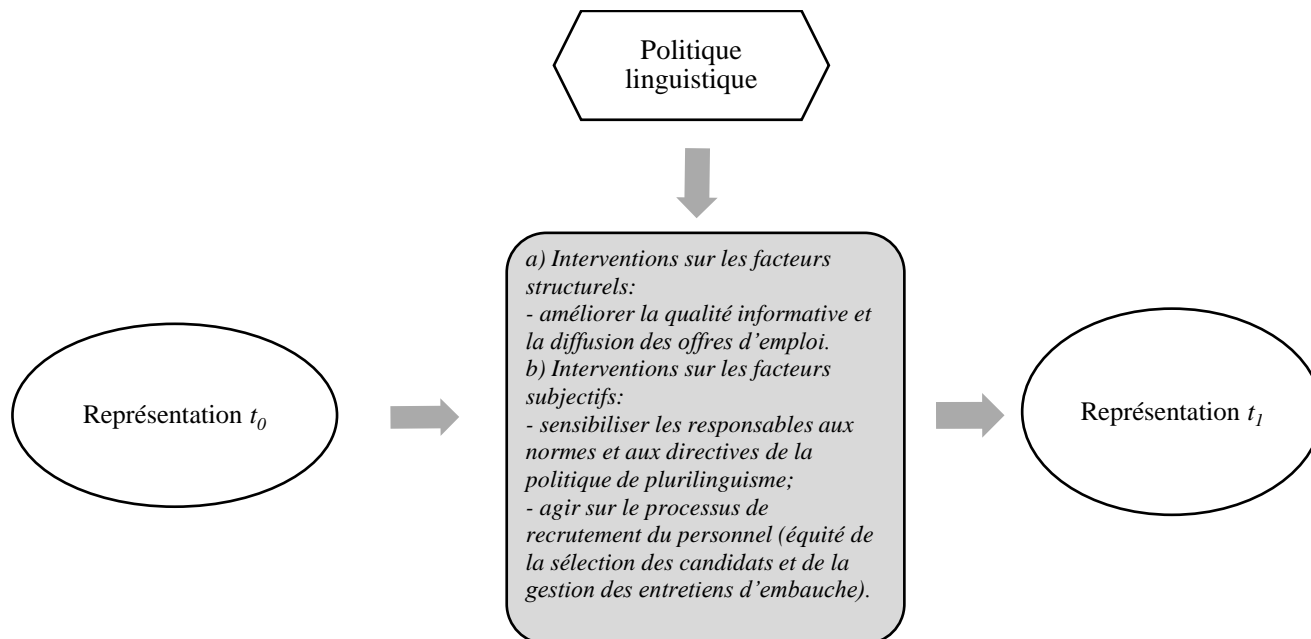 Politique
linguistique
a) Interventions sur les facteurs
structurels:
- améliorer la qualité informative et
la diffusion des offres d’emploi.
b) Interventions sur les facteurs
subjectifs:
- sensibiliser les responsables aux
normes et aux directives de la
politique de plurilinguisme;
- agir sur le processus de
recrutement du personnel (équité de
la sélection des candidats et de la
gestion des entretiens d’embauche).
Représentation t0
Représentation t1